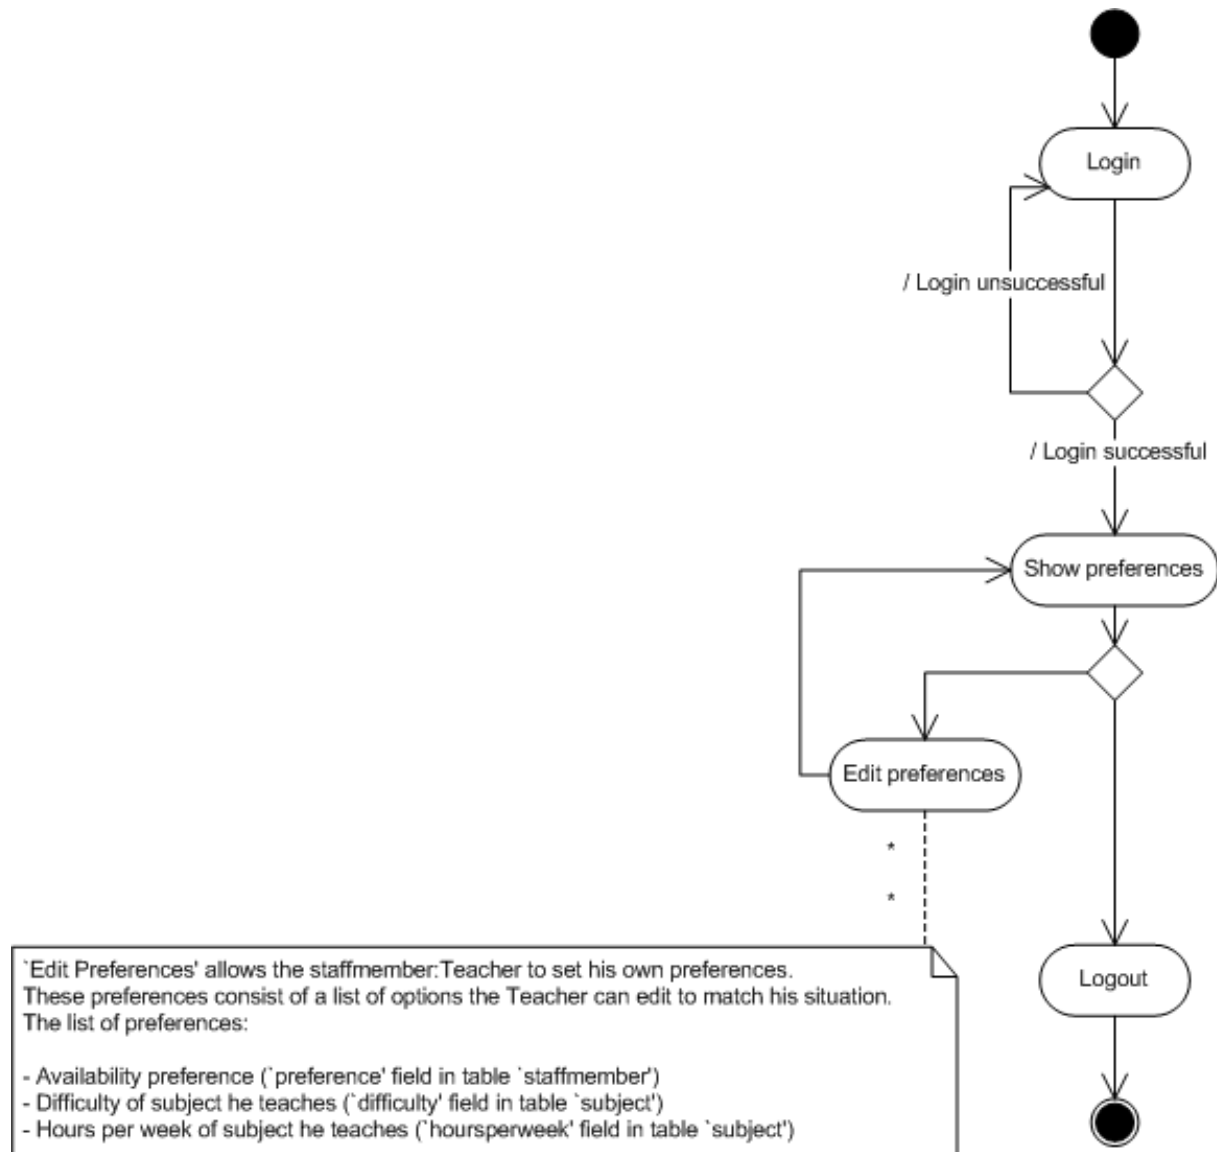 Login
/ Login unsuccessful
/ Login successful
Show preferences
Edit preferences
*
*
`Edit Preferences' allows the staffmember:Teacher to set his own preferences.
These preferences consist of a list of options the Teacher can edit to match his situation.
The list of preferences:
- Availability preference (`preference' field in table `staffmember')
- Difficulty of subject he teaches (`difficulty' field in table `subject')
- Hours per week of subject he teaches (`hoursperweek' field in table `subject')
Logout